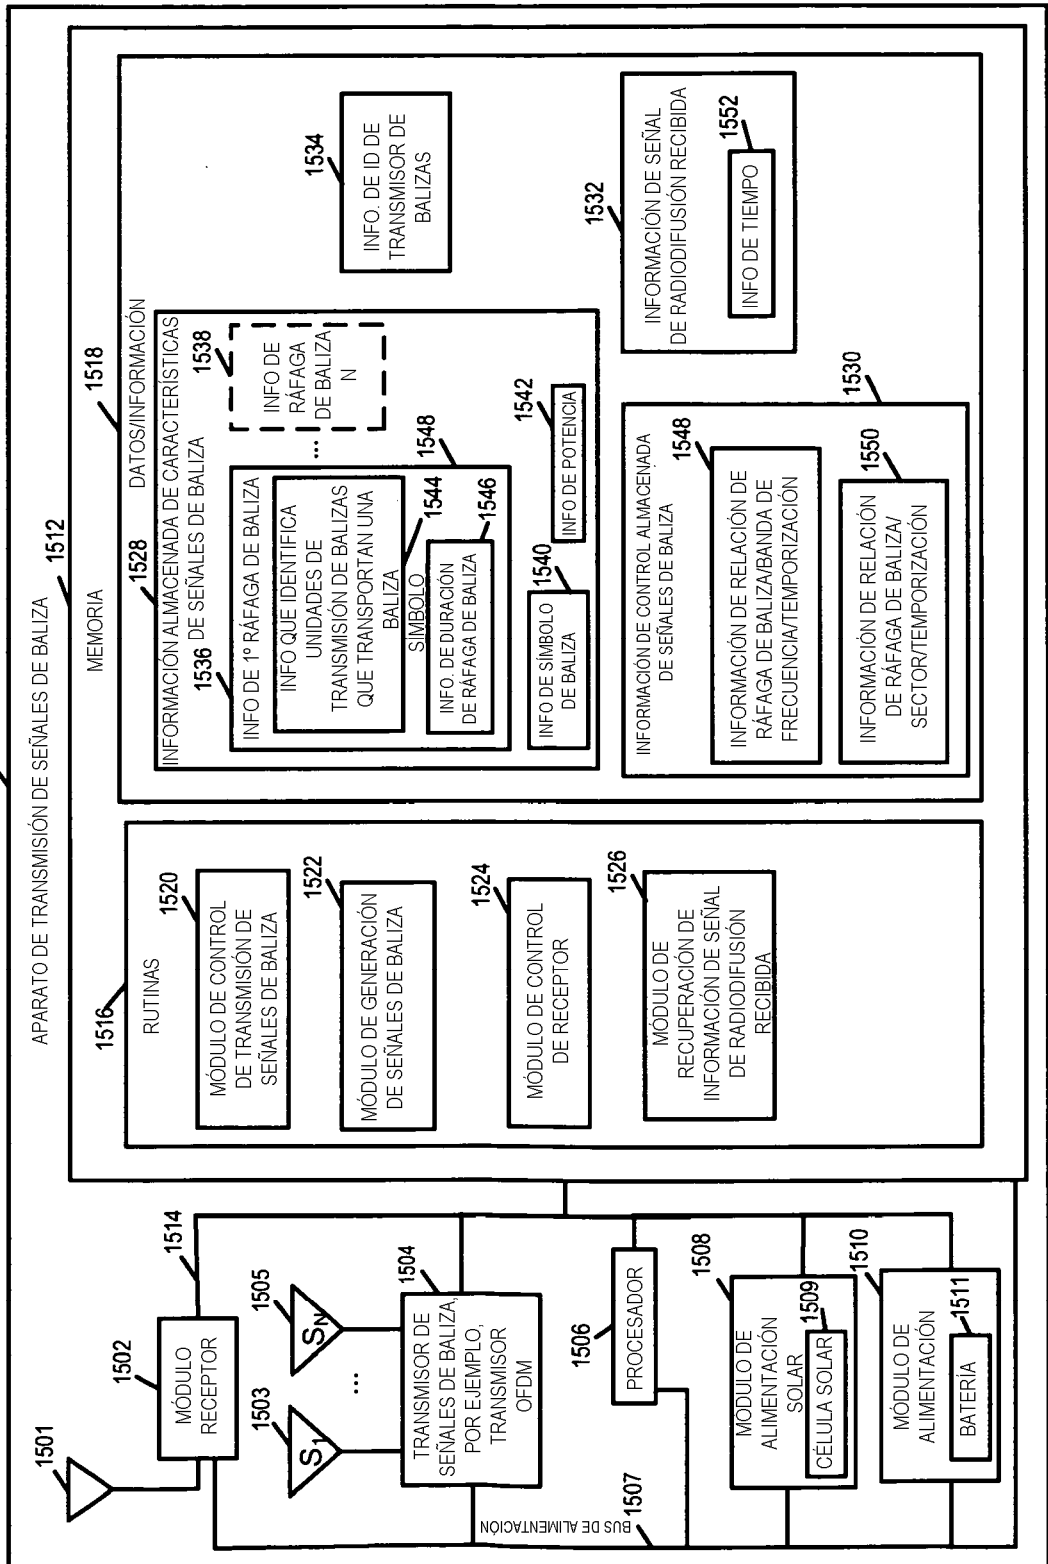 APARATO DE TRANSMISIÓN DE SEÑALES DE BALIZA
1501
1502
MÓDULO
RECEPTOR
1514
1503
S1
...
1505
SN
1504
TRANSMISOR DE
SEÑALES DE BALIZA,
POR EJEMPLO,
TRANSMISOR
OFDM
BUS DE ALIMENTACIÓN
1507
1506
PROCESADOR
1508
MÓDULO DE
ALIMENTACIÓN
SOLAR
1509
CÉLULA SOLAR
1510
MÓDULO DE
ALIMENTACIÓN
1511
BATERÍA
1512
MEMORIA
1516
RUTINAS
1520
MÓDULO DE CONTROL
DE TRANSMISIÓN DE
SEÑALES DE BALIZA
1522
MÓDULO DE GENERACIÓN
DE SEÑALES DE BALIZA
1524
MÓDULO DE CONTROL
DE RECEPTOR
1526
MÓDULO DE
RECUPERACIÓN DE
INFORMACIÓN DE SEÑAL
DE RADIODIFUSIÓN
RECIBIDA
1518
DATOS/INFORMACIÓN
1528
INFORMACIÓN ALMACENADA DE CARACTERÍSTICAS
DE SEÑALES DE BALIZA
1536
INFO DE 1º RÁFAGA DE BALIZA
INFO QUE IDENTIFICA
UNIDADES DE
TRANSMISIÓN DE BALIZAS
QUE TRANSPORTAN UNA
BALIZA
SÍMBOLO
1544
INFO. DE DURACIÓN
DE RÁFAGA DE BALIZA
1546
1548
...
1538
INFO DE
RÁFAGA
DE BALIZA
N
1540
INFO DE SÍMBOLO
DE BALIZA
1542
INFO DE POTENCIA
1534
INFO. DE ID DE
TRANSMISOR DE
BALIZAS
1530
INFORMACIÓN DE CONTROL ALMACENADA
DE SEÑALES DE BALIZA
1548
INFORMACIÓN DE RELACIÓN DE
RÁFAGA DE BALIZA/BANDA DE
FRECUENCIA/TEMPORIZACIÓN
1550
INFORMACIÓN DE RELACIÓN
DE RÁFAGA DE BALIZA/
SECTOR/TEMPORIZACIÓN
1532
INFORMACIÓN DE SEÑAL
DE RADIODIFUSIÓN RECIBIDA
1552
INFO DE TIEMPO